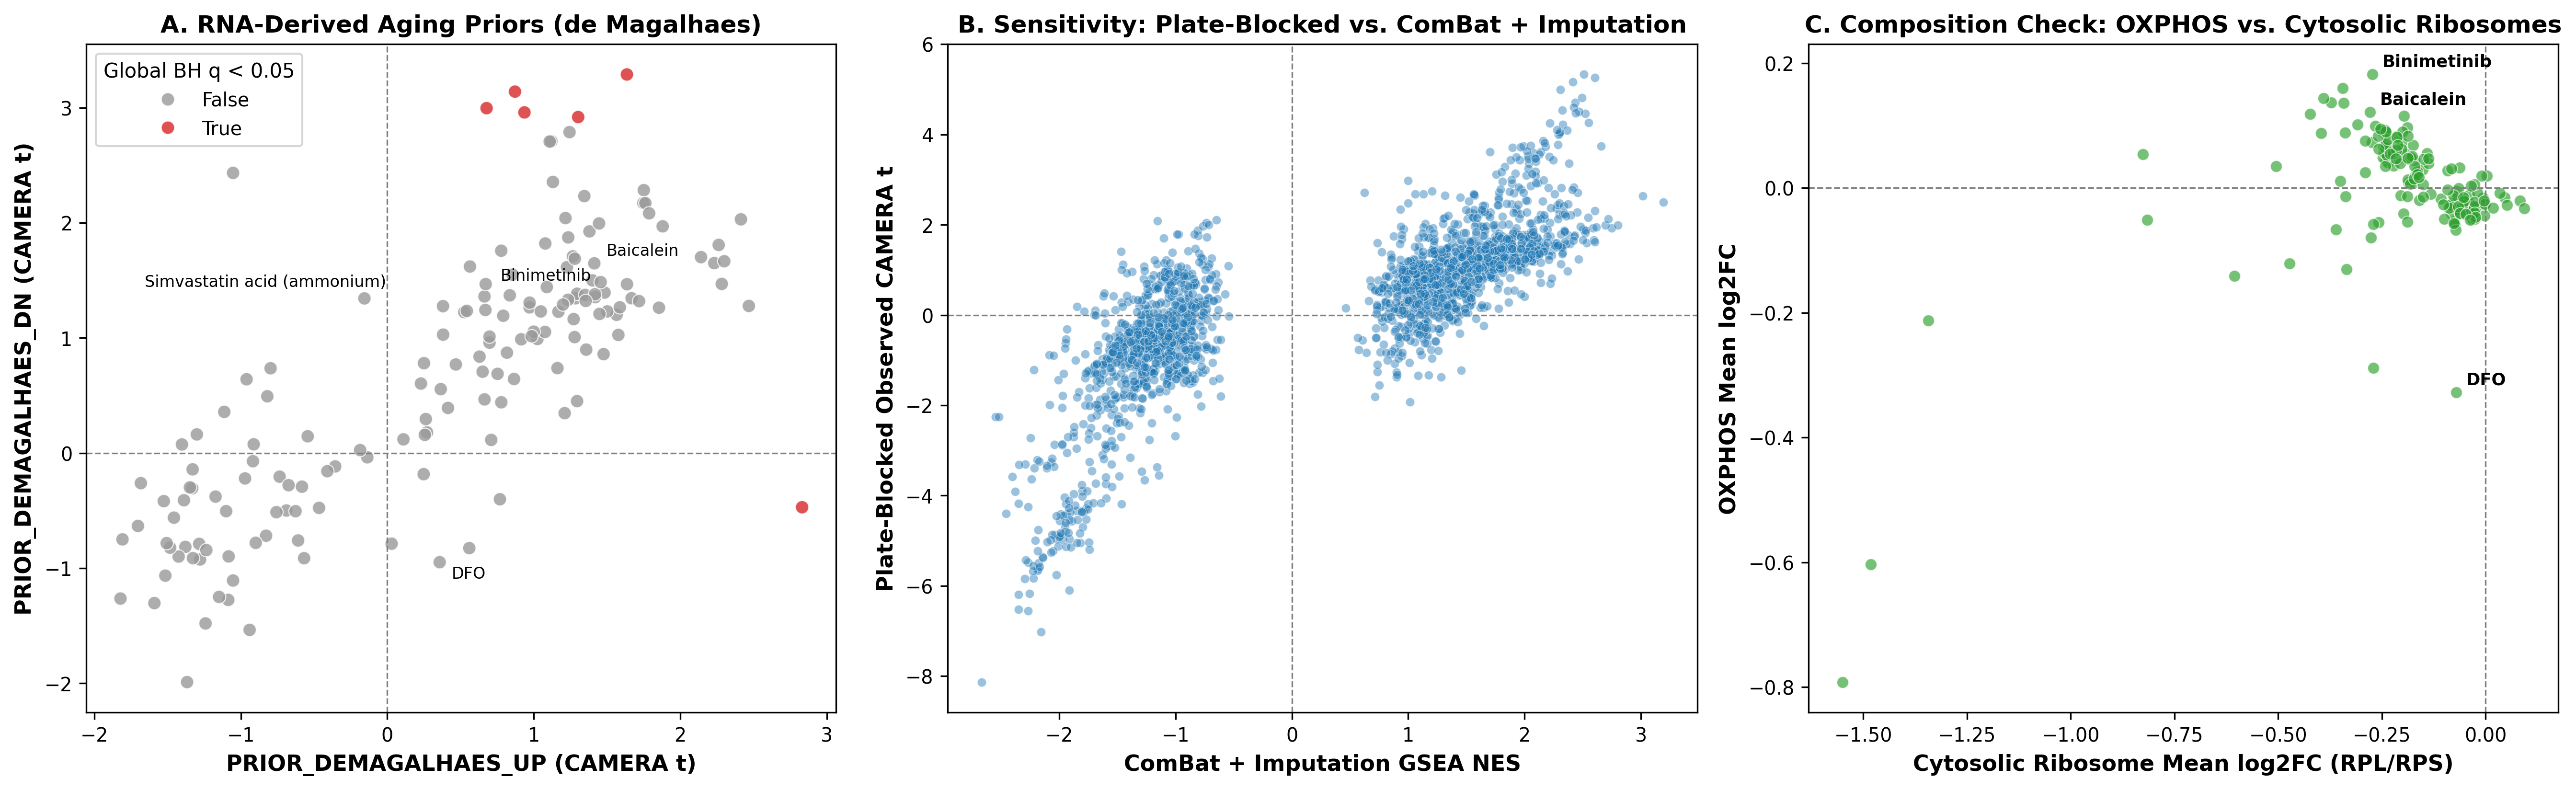 A. RNA-Derived Aging Priors (de Magalhaes)
Global BH q < 0.05
False
True
Simvastatin acid (ammonium)
Binimetinib
Baicalein
DFO
3
2
1
0
−1
−2
−2
−1
0
1
2
3
PRIOR_DEMAGALHAES_DN (CAMERA t)
PRIOR_DEMAGALHAES_UP (CAMERA t)
B. Sensitivity: Plate-Blocked vs. ComBat + Imputation
6
4
2
0
−2
−4
−6
−8
−2
−1
0
1
2
3
Plate-Blocked Observed CAMERA t
ComBat + Imputation GSEA NES
C. Composition Check: OXPHOS vs. Cytosolic Ribosomes
Binimetinib
Baicalein
DFO
0.2
0.0
−0.2
−0.4
−0.6
−0.8
−1.50
−1.25
−1.00
−0.75
−0.50
−0.25
0.00
OXPHOS Mean log2FC
Cytosolic Ribosome Mean log2FC (RPL/RPS)